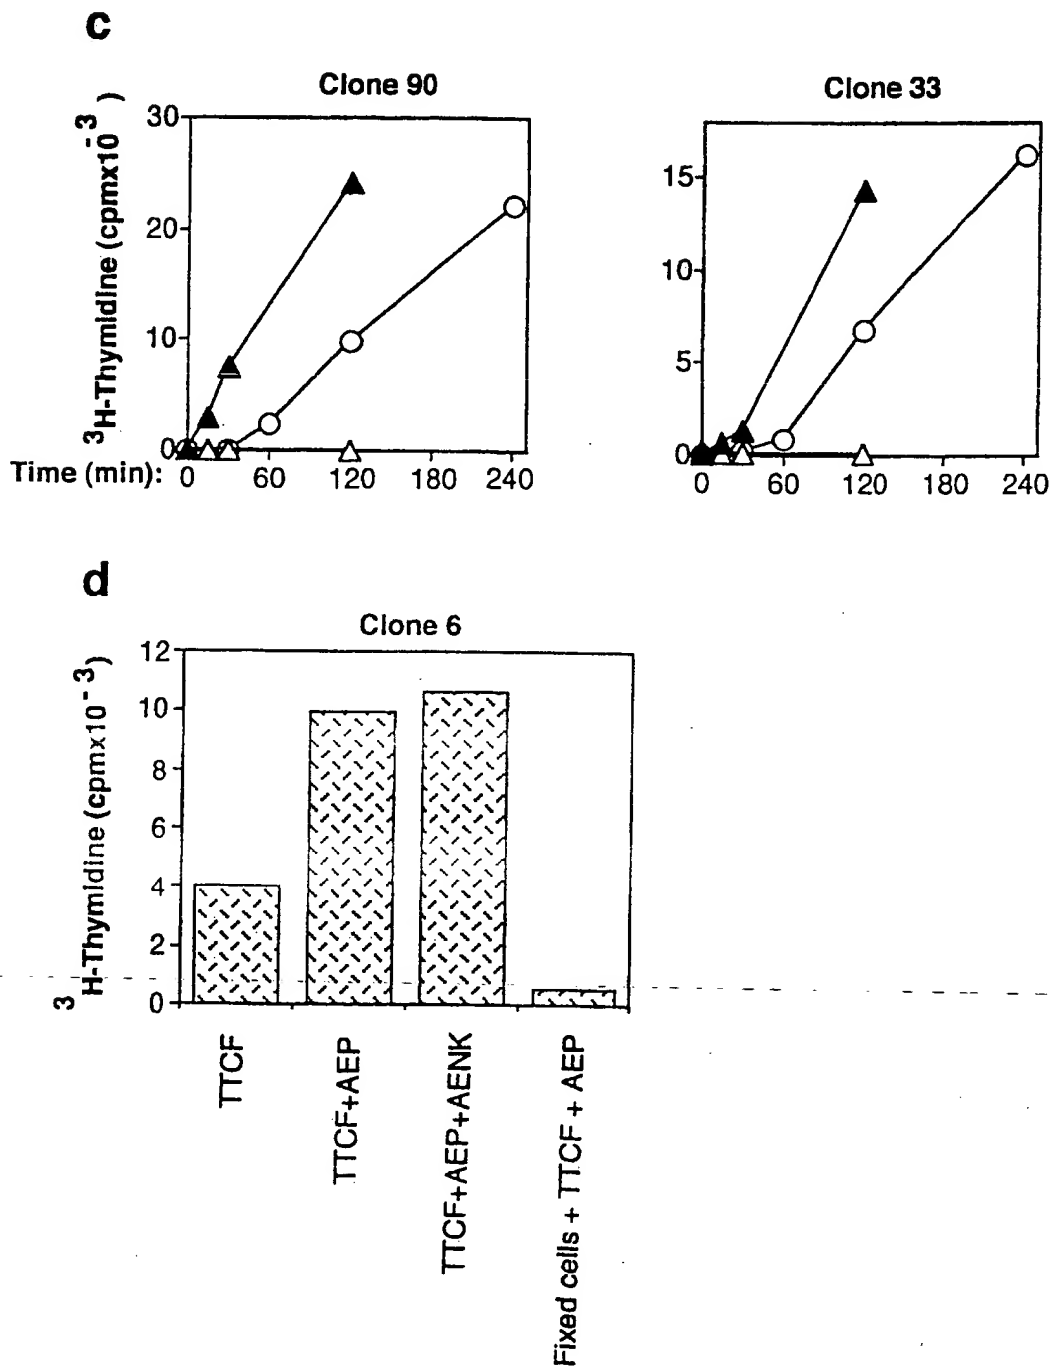 c
Clone 90
Clone 33
³H-Thymidine (cpmx10⁻³)
30
20
10
0
15
10
5
0
Time (min): 0 60 120 180 240
0 60 120 180 240
d
Clone 6
³H-Thymidine (cpmx10⁻³)
12
10
8
6
4
2
0
TTCF
TTCF+AEP
TTCF+AEP+AENK
Fixed cells + TTCF + AEP